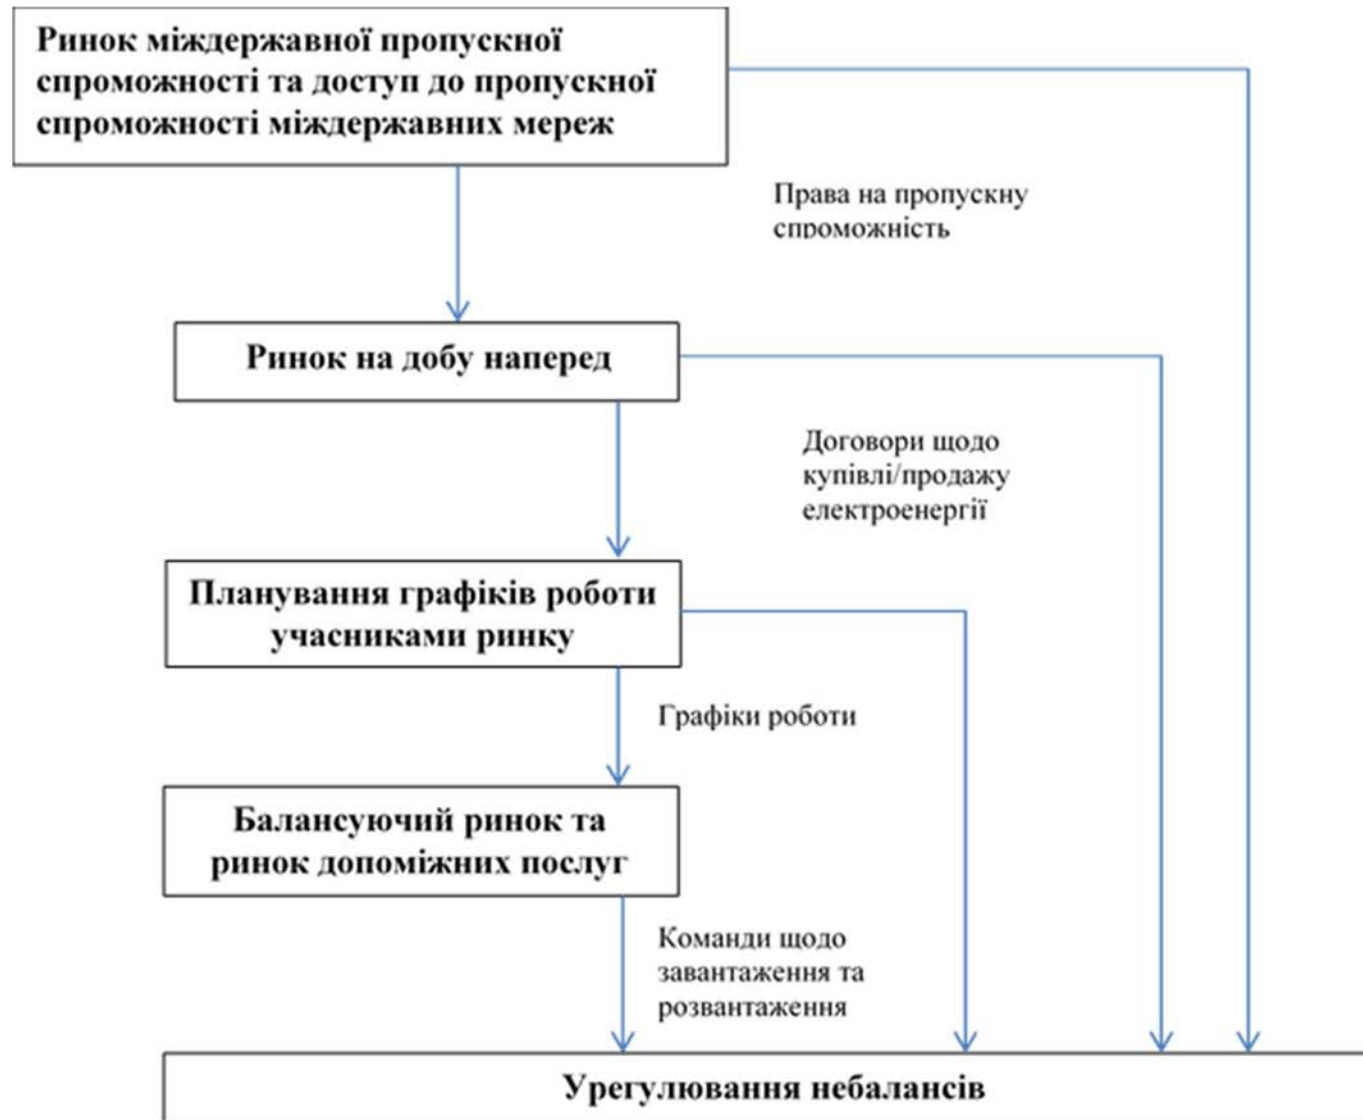 Ринок міждержавної пропускної
спроможності та доступ до пропускної
спроможності міждержавних мереж
Права на пропускну
спроможність
Ринок на добу наперед
Договори щодо
купівлі/продажу
електроенергії
Планування графіків роботи
учасниками ринку
Графіки роботи
Балансуючий ринок та
ринок допоміжних послуг
Команди щодо
завантаження та
розвантаження
Урегулювання небалансів